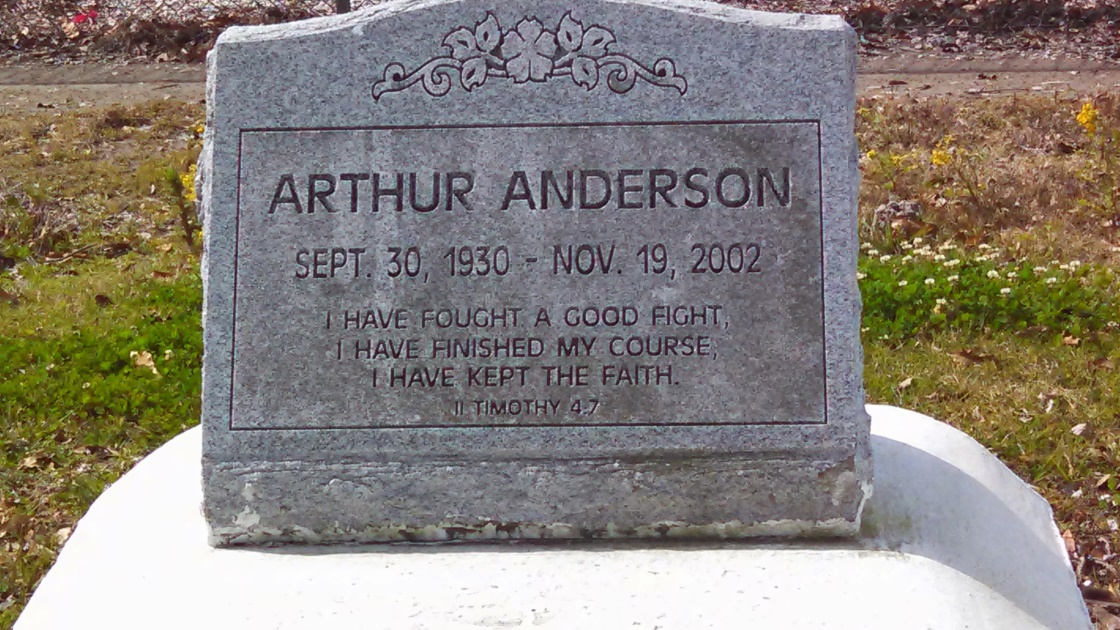 ARTHUR ANDERSON
SEPT. 30, 1930 - NOV. 19, 2002
I HAVE FOUGHT A GOOD FIGHT,
I HAVE FINISHED MY COURSE,
I HAVE KEPT THE FAITH.
II TIMOTHY 4:7